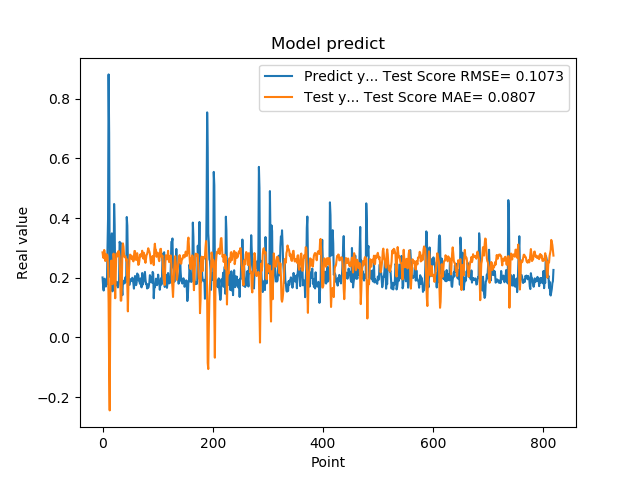 Model predict
Predict y... Test Score RMSE= 0.1073
Test y... Test Score MAE= 0.0807
Real value
0.8
0.6
0.4
0.2
0.0
−0.2
0 200 400 600 800
Point